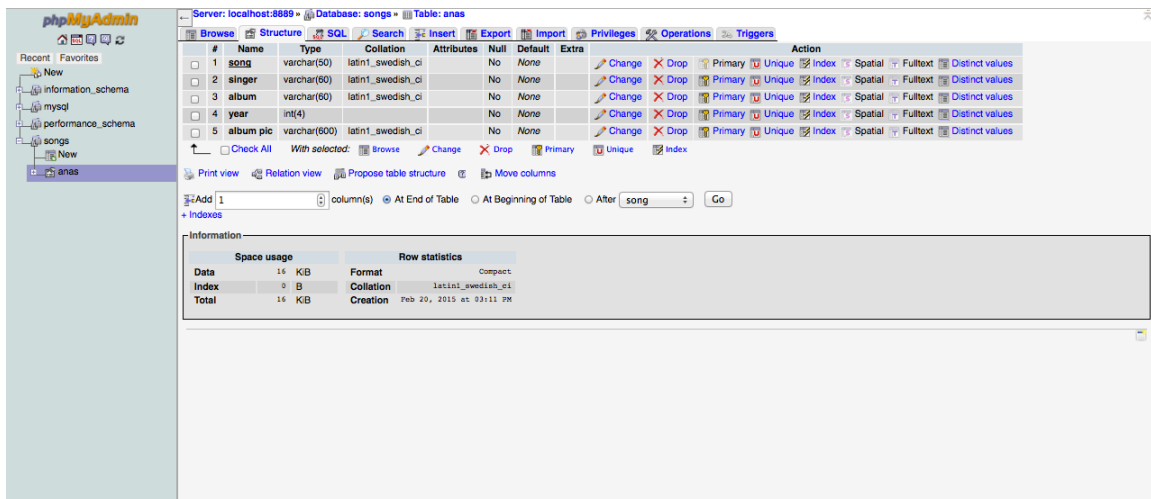 phpMyAdmin
Recent Favorites
New
information_schema
mysql
performance_schema
songs
New
anas
Server: localhost:8889 » Database: songs » Table: anas
Browse Structure SQL Search Insert Export Import Privileges Operations Triggers
# Name Type Collation Attributes Null Default Extra Action
1 song varchar(50) latin1_swedish_ci No None Change Drop Primary Unique Index Spatial Fulltext Distinct values
2 singer varchar(60) latin1_swedish_ci No None Change Drop Primary Unique Index Spatial Fulltext Distinct values
3 album varchar(60) latin1_swedish_ci No None Change Drop Primary Unique Index Spatial Fulltext Distinct values
4 year int(4) No None Change Drop Primary Unique Index Spatial Fulltext Distinct values
5 album pic varchar(600) latin1_swedish_ci No None Change Drop Primary Unique Index Spatial Fulltext Distinct values
Check All With selected: Browse Change Drop Primary Unique Index
Print view Relation view Propose table structure Move columns
Add 1 column(s) At End of Table At Beginning of Table After song Go
+ Indexes
Information
Space usage Row statistics
Data 16 KiB Format Compact
Index 0 B Collation latin1_swedish_ci
Total 16 KiB Creation Feb 20, 2015 at 03:11 PM